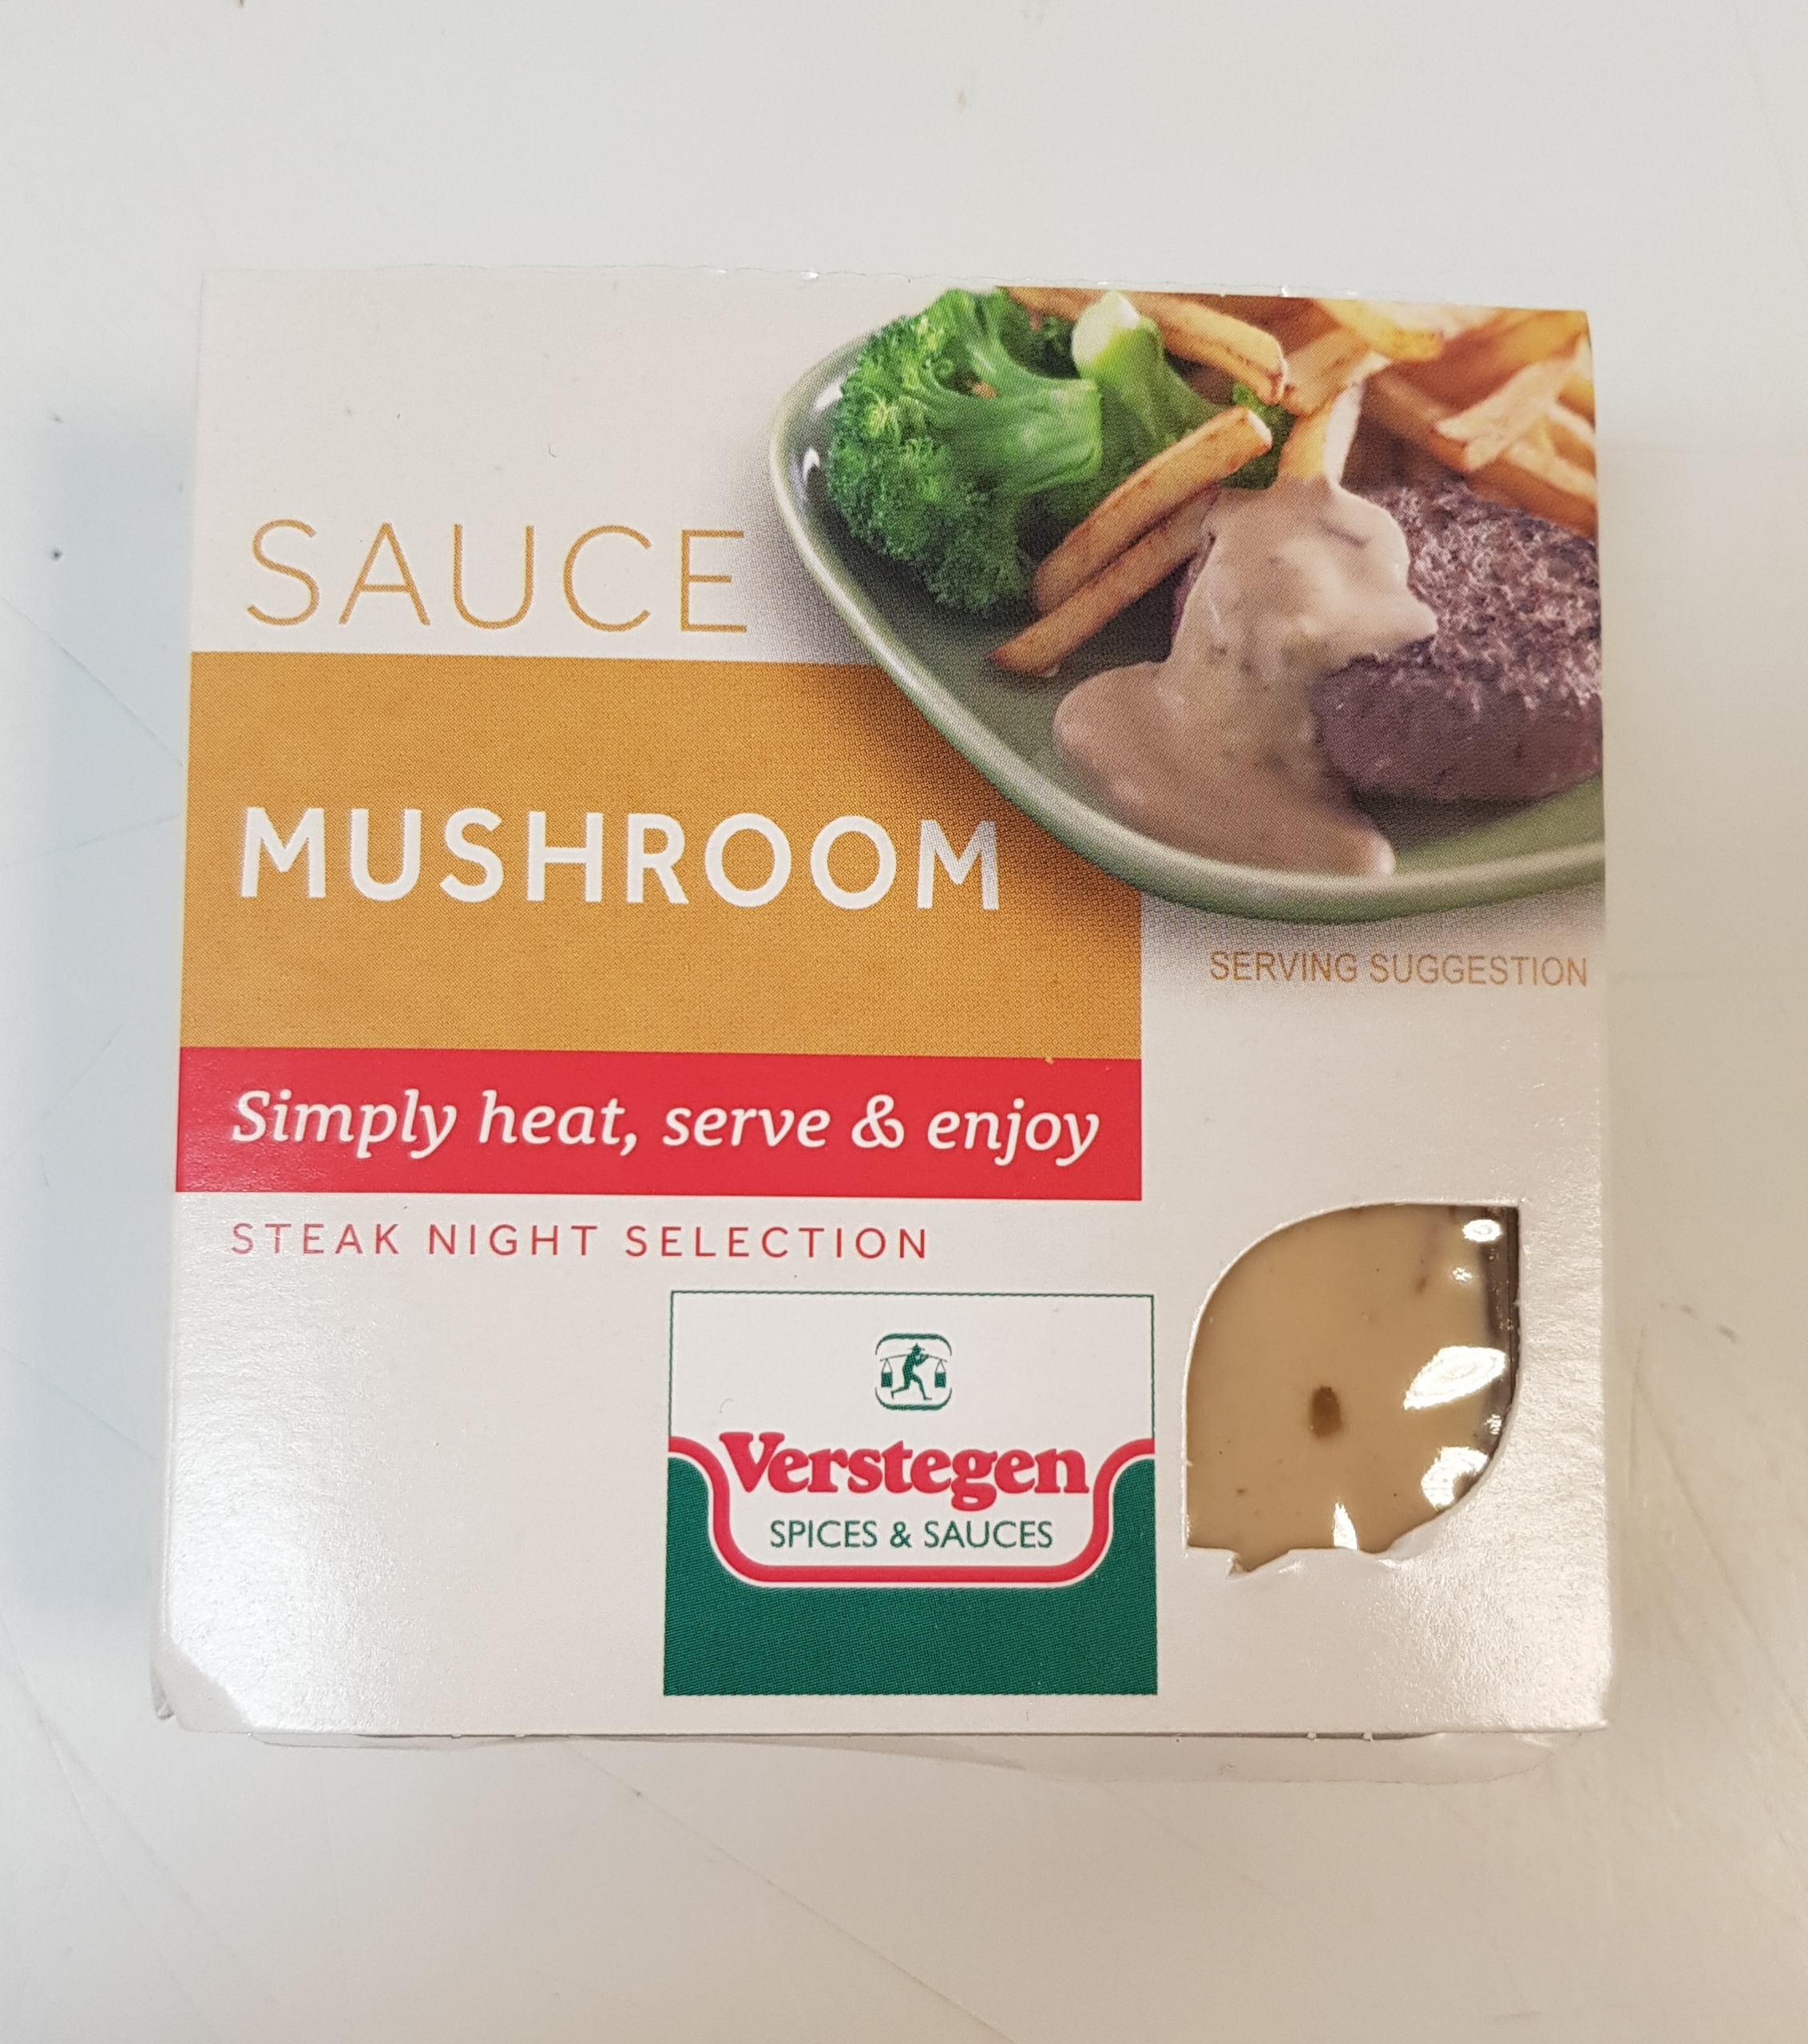 SAUCE
MUSHROOM
SERVING SUGGESTION
Simply heat, serve & enjoy
STEAK NIGHT SELECTION
Verstegen
SPICES & SAUCES